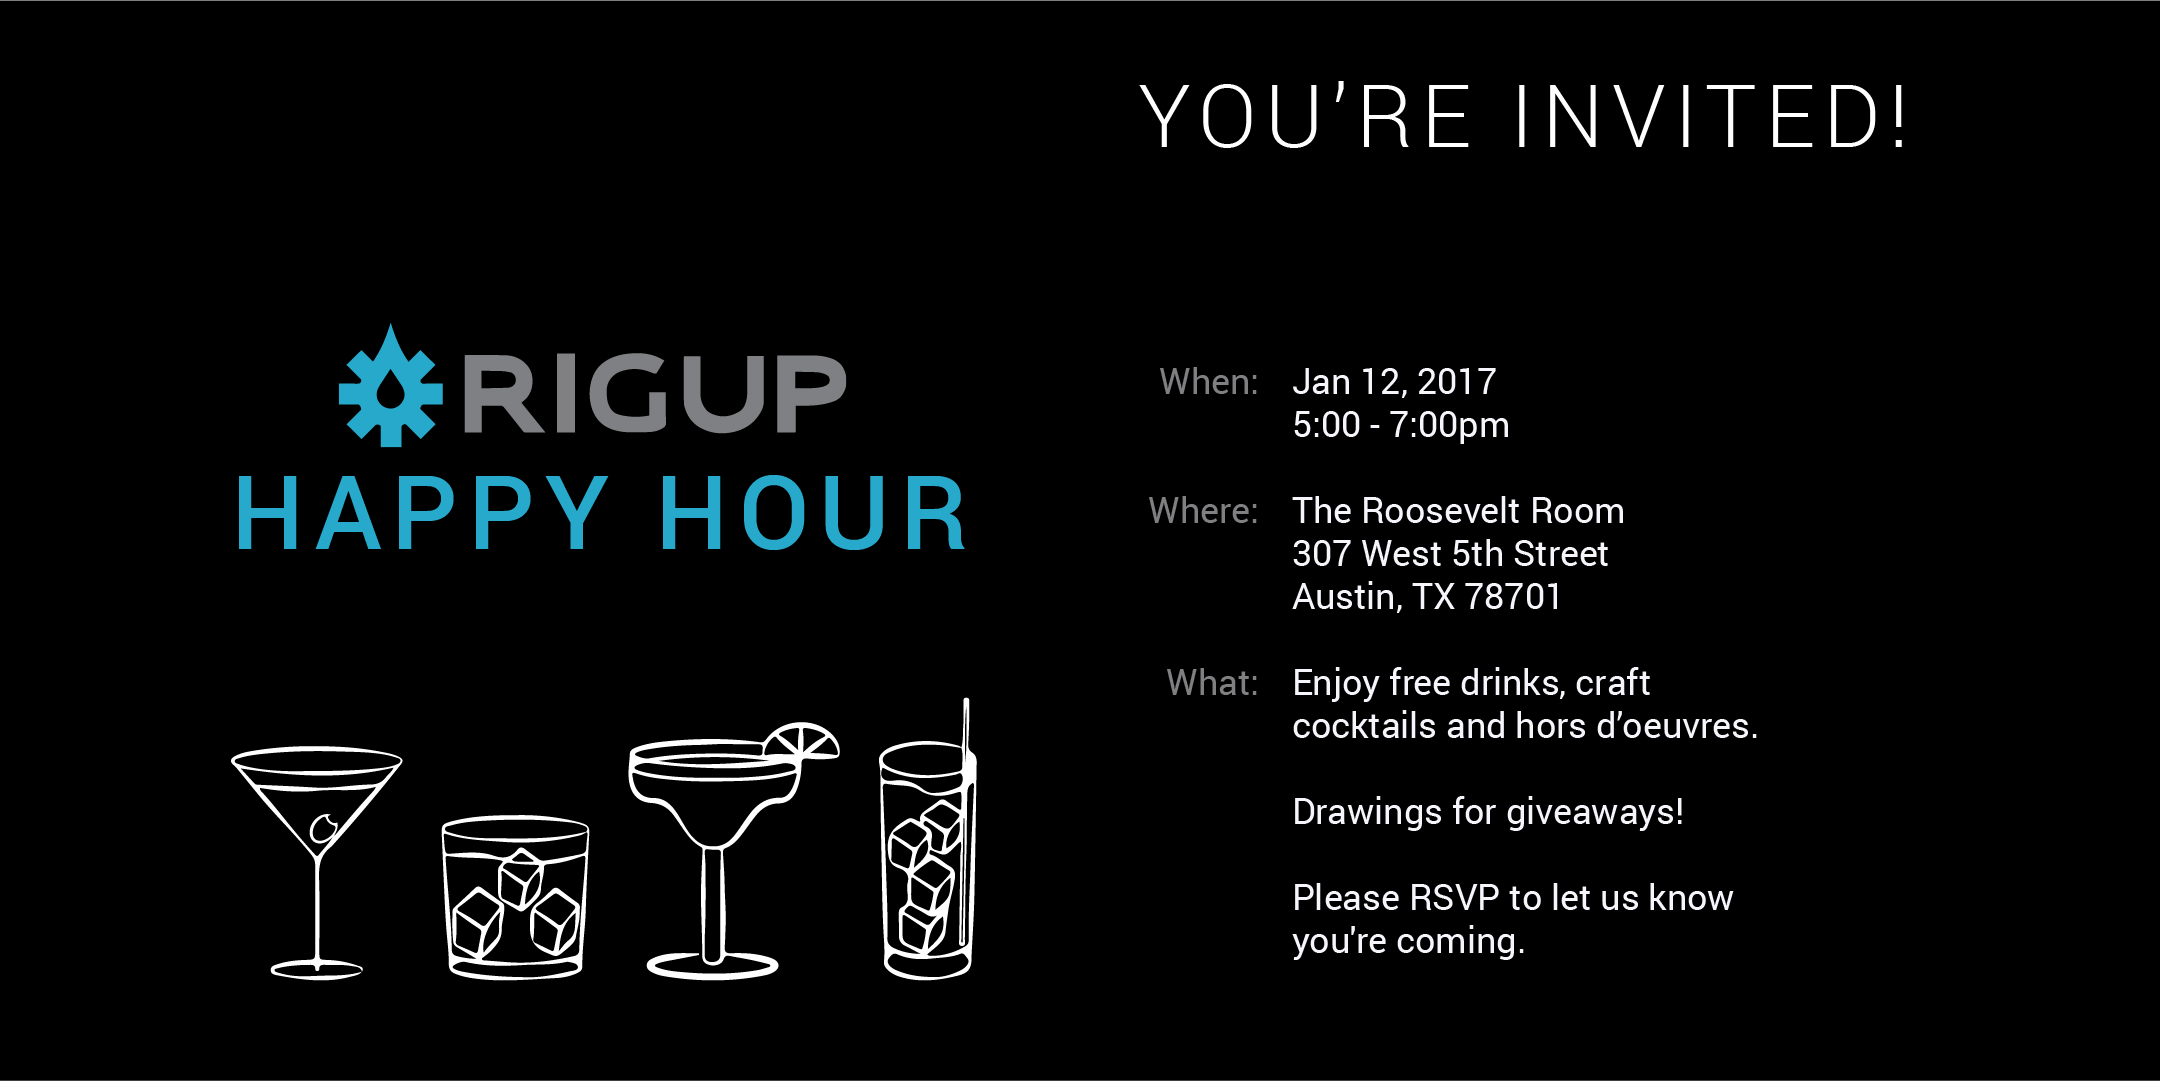 YOU’RE INVITED!
RIGUP
HAPPY HOUR
When: Jan 12, 2017
5:00 - 7:00pm
Where: The Roosevelt Room
307 West 5th Street
Austin, TX 78701
What: Enjoy free drinks, craft
cocktails and hors d’oeuvres.
Drawings for giveaways!
Please RSVP to let us know
you're coming.